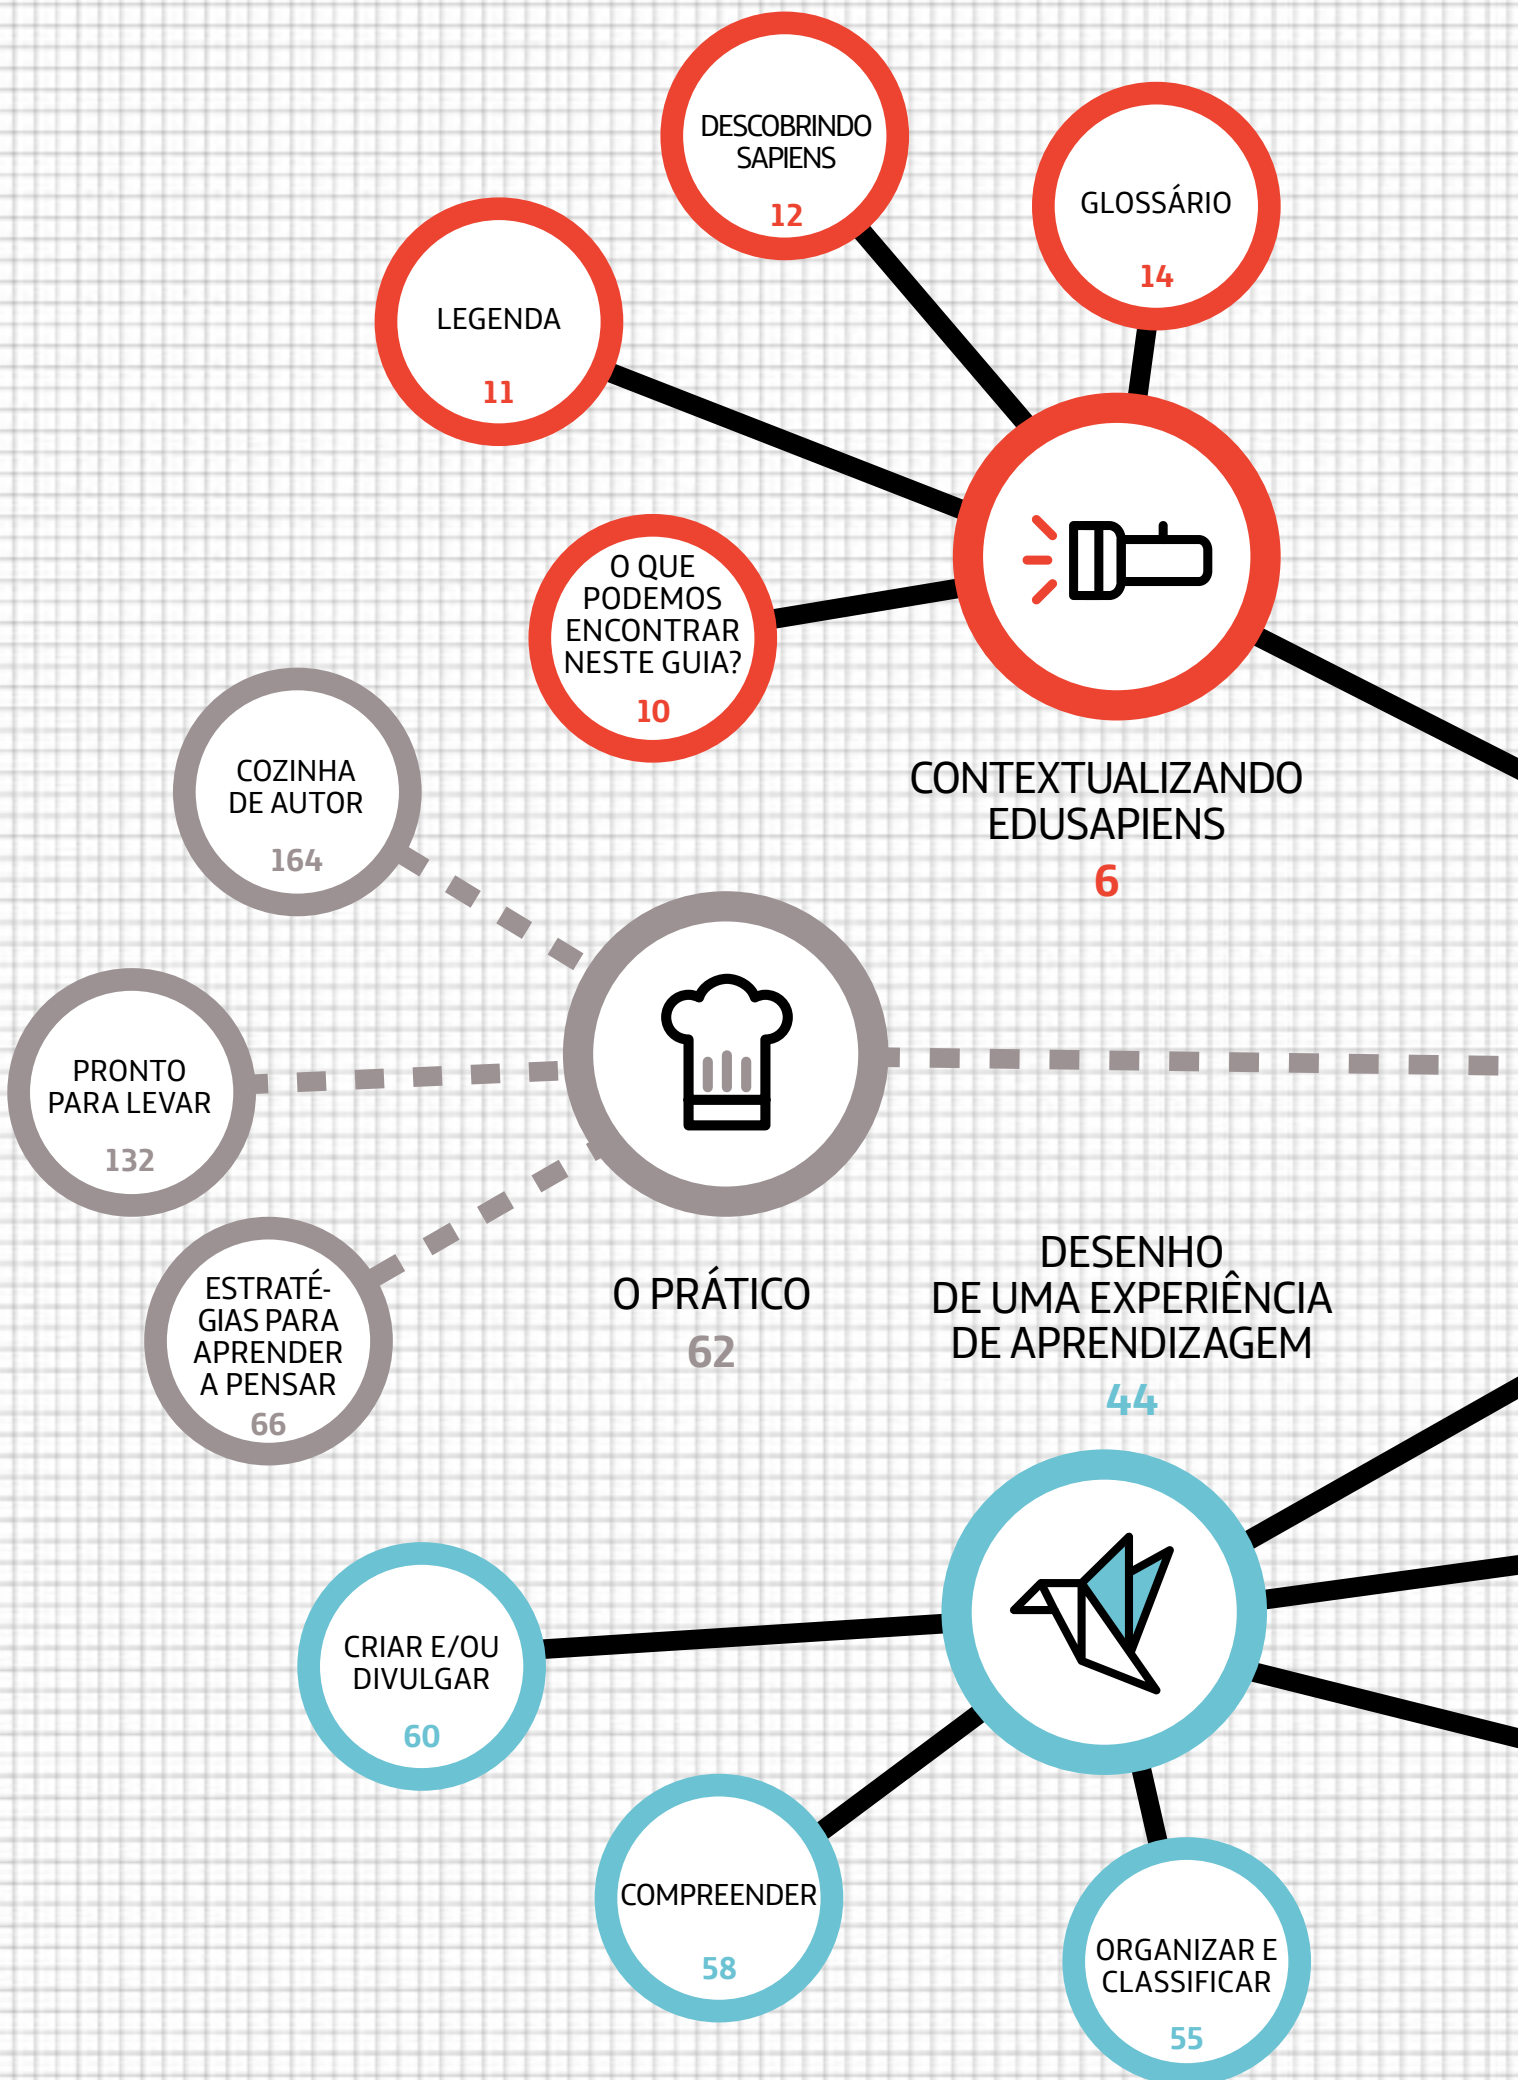 DESCOBRINDO
SAPIENS
12
GLOSSÁRIO
14
LEGENDA
11
O QUE
PODEMOS
ENCONTRAR
NESTE GUIA?
10
CONTEXTUALIZANDO
EDUSAPIENS
6
COZINHA
DE AUTOR
164
PRONTO
PARA LEVAR
132
ESTRATÉ-
GIAS PARA
APRENDER
A PENSAR
66
O PRÁTICO
62
DESENHO
DE UMA EXPERIÊNCIA
DE APRENDIZAGEM
44
CRIAR E/OU
DIVULGAR
60
COMPREENDER
58
ORGANIZAR E
CLASSIFICAR
55